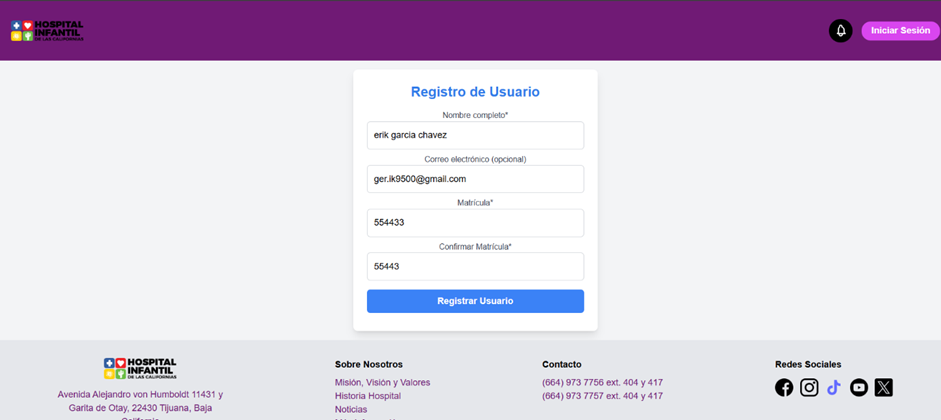 HOSPITAL
INFANTIL
DE LAS CALIFORNIAS
Iniciar Sesión
Registro de Usuario
Nombre completo*
erik garcia chavez
Correo electrónico (opcional)
ger.ik9500@gmail.com
Matrícula*
554433
Confirmar Matrícula*
55443
Registrar Usuario
HOSPITAL
INFANTIL
DE LAS CALIFORNIAS
Avenida Alejandro von Humboldt 11431 y
Garita de Otay, 22430 Tijuana, Baja
California
Sobre Nosotros
Misión, Visión y Valores
Historia Hospital
Noticias
Contacto
(664) 973 7756 ext. 404 y 417
(664) 973 7757 ext. 404 y 417
Redes Sociales